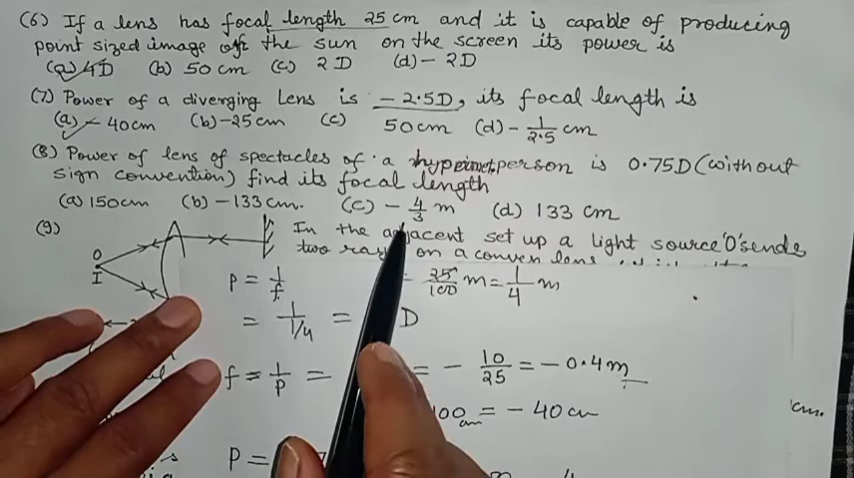 (6) If a lens has focal length 25 cm and it is capable of producing
point sized image of the sun on the screen its power is
(a) 4D (b) 50 cm (c) 2 D (d) - 2D
(7) Power of a diverging Lens is - 2.5D, its focal length is
(a) - 40cm (b) -25cm (c) 50cm (d) - 1/2.5 cm
(8) Power of lens of spectacles of a person is 0.75D (without
sign convention) find its focal length
(a) 150cm (b) -133 cm. (c) - 4/3 m (d) 133 cm
(9) In the adjacent set up a light source 'O' sends
two rays on a lens
O
I
P = 1/f
25/100 m = 1/4 m
= 1/1/4 = D
f = 1/P = = - 10/25 = - 0.4m
100 cm = - 40 cm
cm.
P =